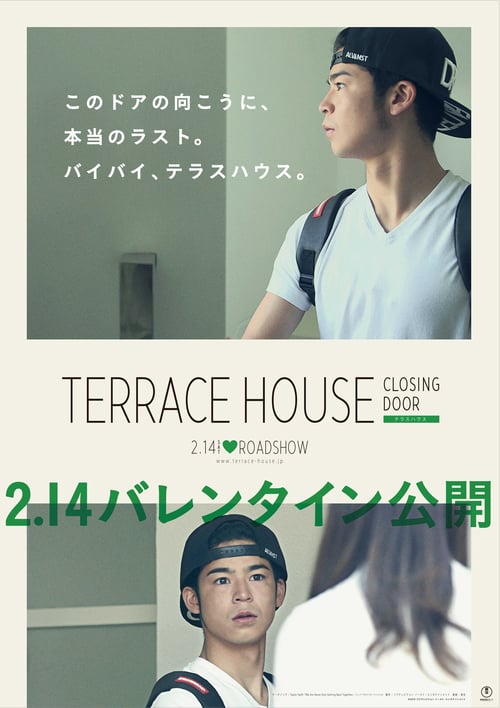 ALVAMST
このドアの向こうに、
本当のラスト。
バイバイ、テラスハウス。
TERRACE HOUSE
CLOSING
DOOR
テラスハウス
2.14 ROADSHOW
www.terrace-house.jp
2.14バレンタイン公開